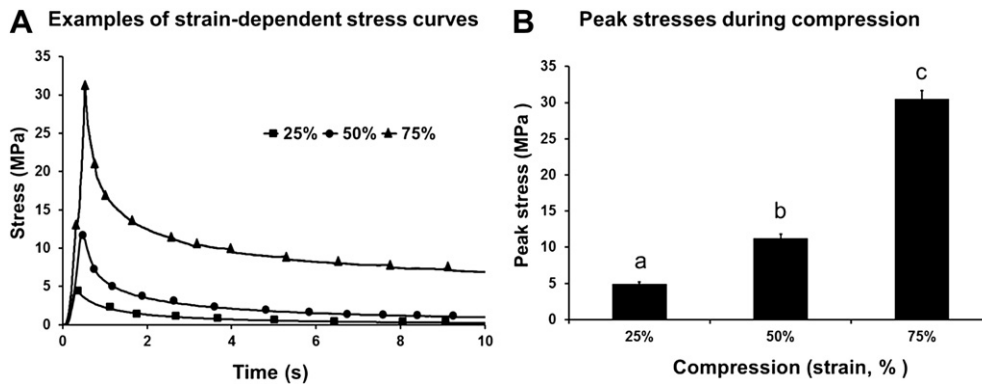 A Examples of strain-dependent stress curves
35
30
25
20
15
10
5
0
Stress (MPa)
25% 50% 75%
0 2 4 6 8 10
Time (s)
B Peak stresses during compression
35
30
25
20
15
10
5
0
Peak stress (MPa )
a
b
c
25% 50% 75%
Compression (strain, % )